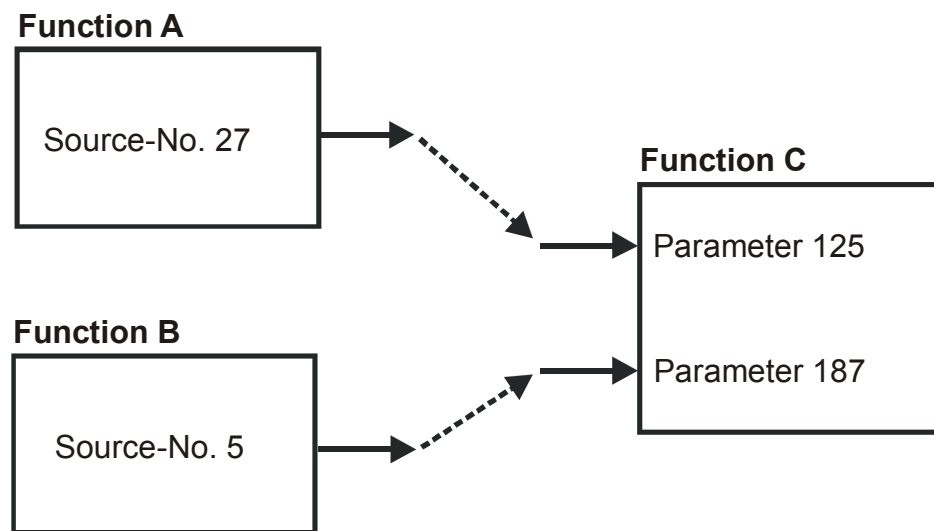 Function A
Source-No. 27
Function C
Parameter 125
Parameter 187
Function B
Source-No. 5